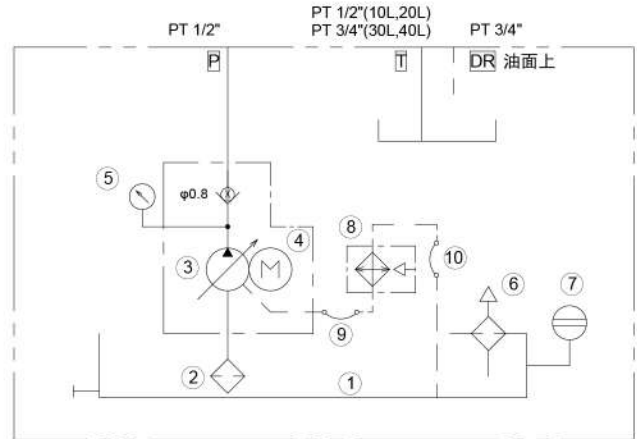 PT 1/2"
PT 1/2"(10L,20L)
PT 3/4"(30L,40L)
PT 3/4"
P
T
DR 油面上
5
φ0.8
4
3
M
8
10
6
7
9
2
1